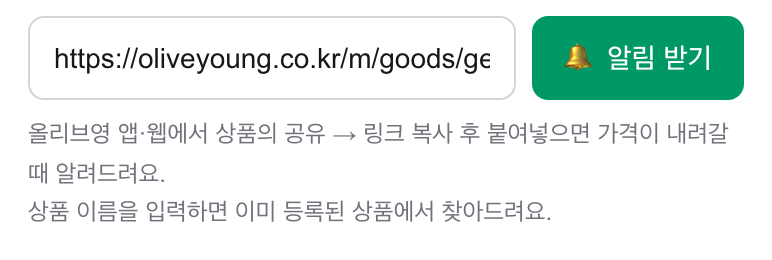 https://oliveyoung.co.kr/m/goods/ge
🔔 알림 받기
올리브영 앱·웹에서 상품의 공유 → 링크 복사 후 붙여넣으면 가격이 내려갈
때 알려드려요.
상품 이름을 입력하면 이미 등록된 상품에서 찾아드려요.